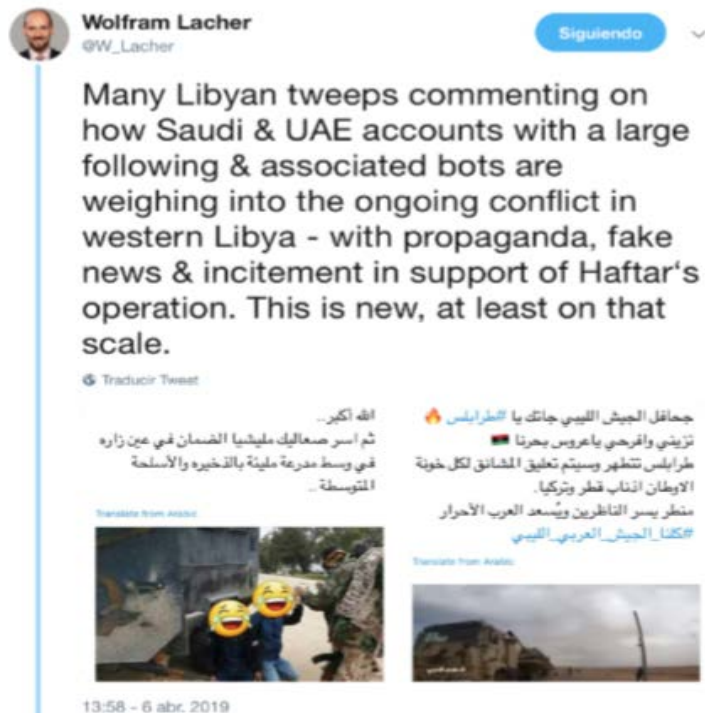 Wolfram Lacher
@W_Lacher
Siguiendo
Many Libyan tweeps commenting on
how Saudi & UAE accounts with a large
following & associated bots are
weighing into the ongoing conflict in
western Libya - with propaganda, fake
news & incitement in support of Haftar's
operation. This is new, at least on that
scale.
Traducir Tweet
الله أكبر..
ثم اسر صعاليك مليشيا الضمان في عين زاره
في وسط مدرعة مليئة بالذخيره والأسلحة
المتوسطة ..
Translate from Arabic
جحافل الجيش الليبي جاتك يا #طرابلس 🔥
تزيني وافرحي ياعروس بحرنا 🇱🇾
طرابلس تتطهر وسيتم تعليق المشانق لكل خونة
الاوطان اذناب قطر وتركيا.
منظر يسر الناظرين ويُسعد العرب الأحرار
#كلنا_الجيش_العربي_الليبي
Translate from Arabic
13:58 - 6 abr. 2019